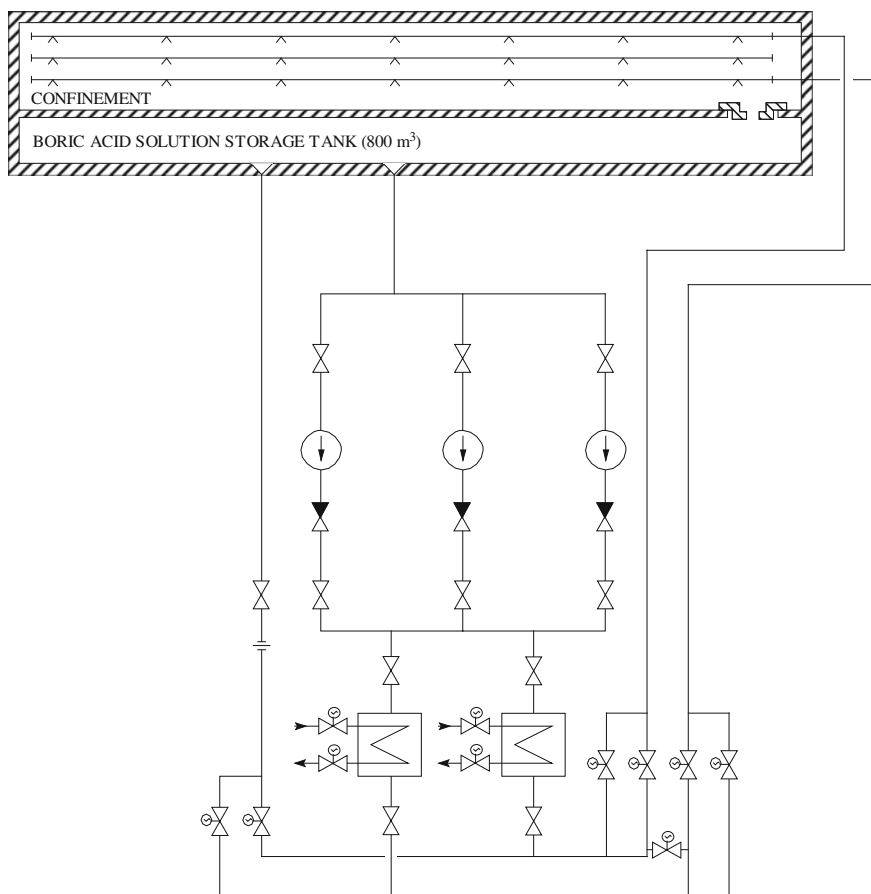 CONFINEMENT
BORIC ACID SOLUTION STORAGE TANK (800 m³)